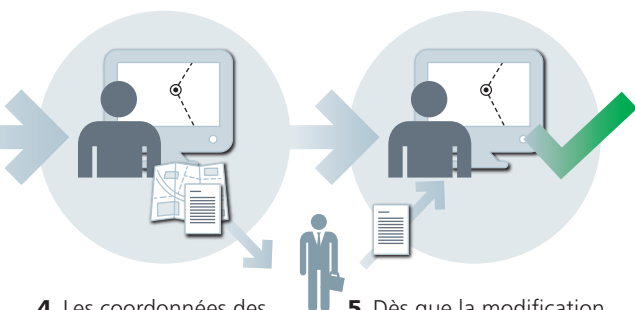 4. Les coordonnées des
5. Dès que la modification